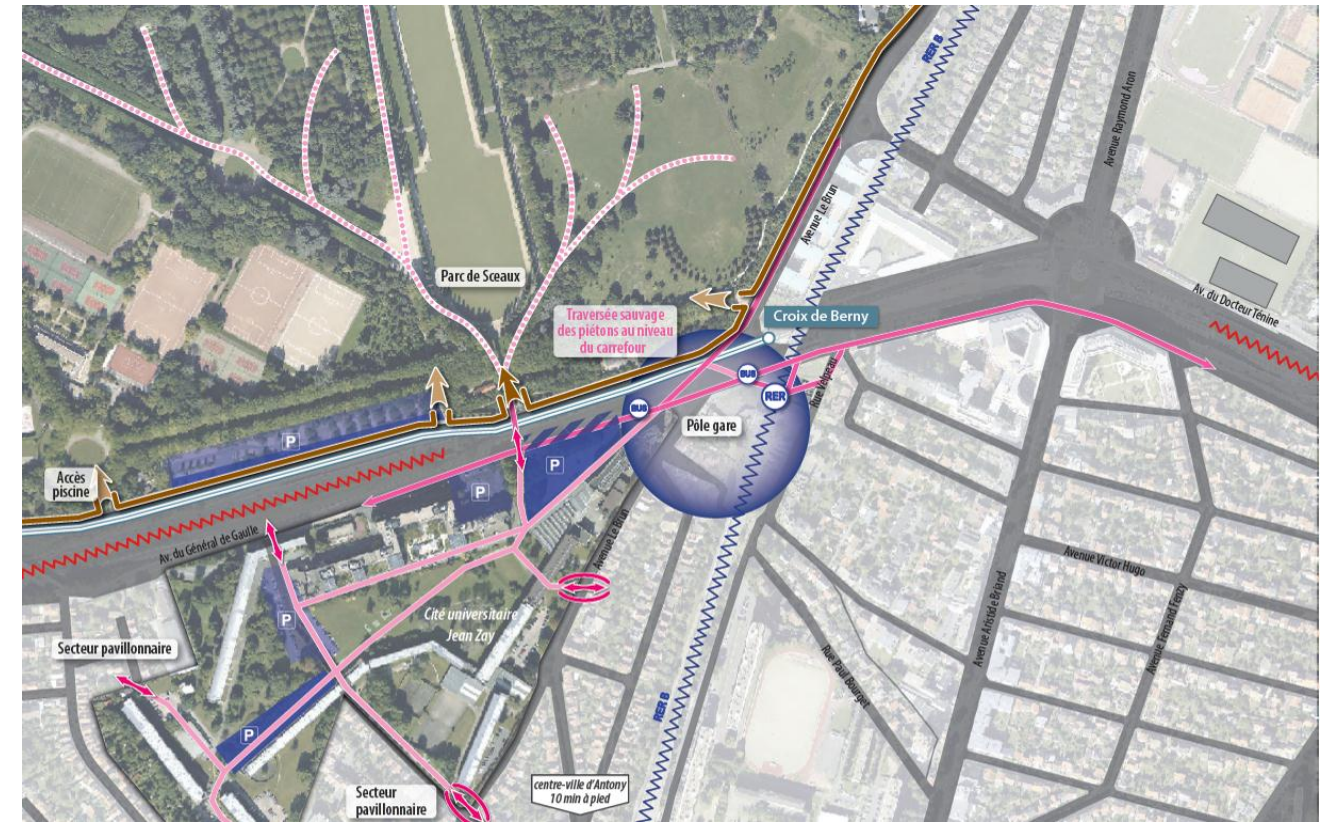 RER B
Avenue Raymond Aron
Avenue Le Brun
Parc de Sceaux
Av. du Docteur Ténine
Traversée sauvage
des piétons au niveau
du carrefour
Croix de Berny
BUS
RER
Rue Velpeau
BUS
Pôle gare
P
P
P
Accès
piscine
Av. du Général de Gaulle
Avenue Le Brun
Avenue Victor Hugo
Avenue Aristide Briand
Avenue Fernand Fenzy
P
Cité universitaire
Jean Zay
Secteur pavillonnaire
Rue Paul Bourget
RER B
P
centre-ville d'Antony
10 min à pied
Secteur
pavillonnaire